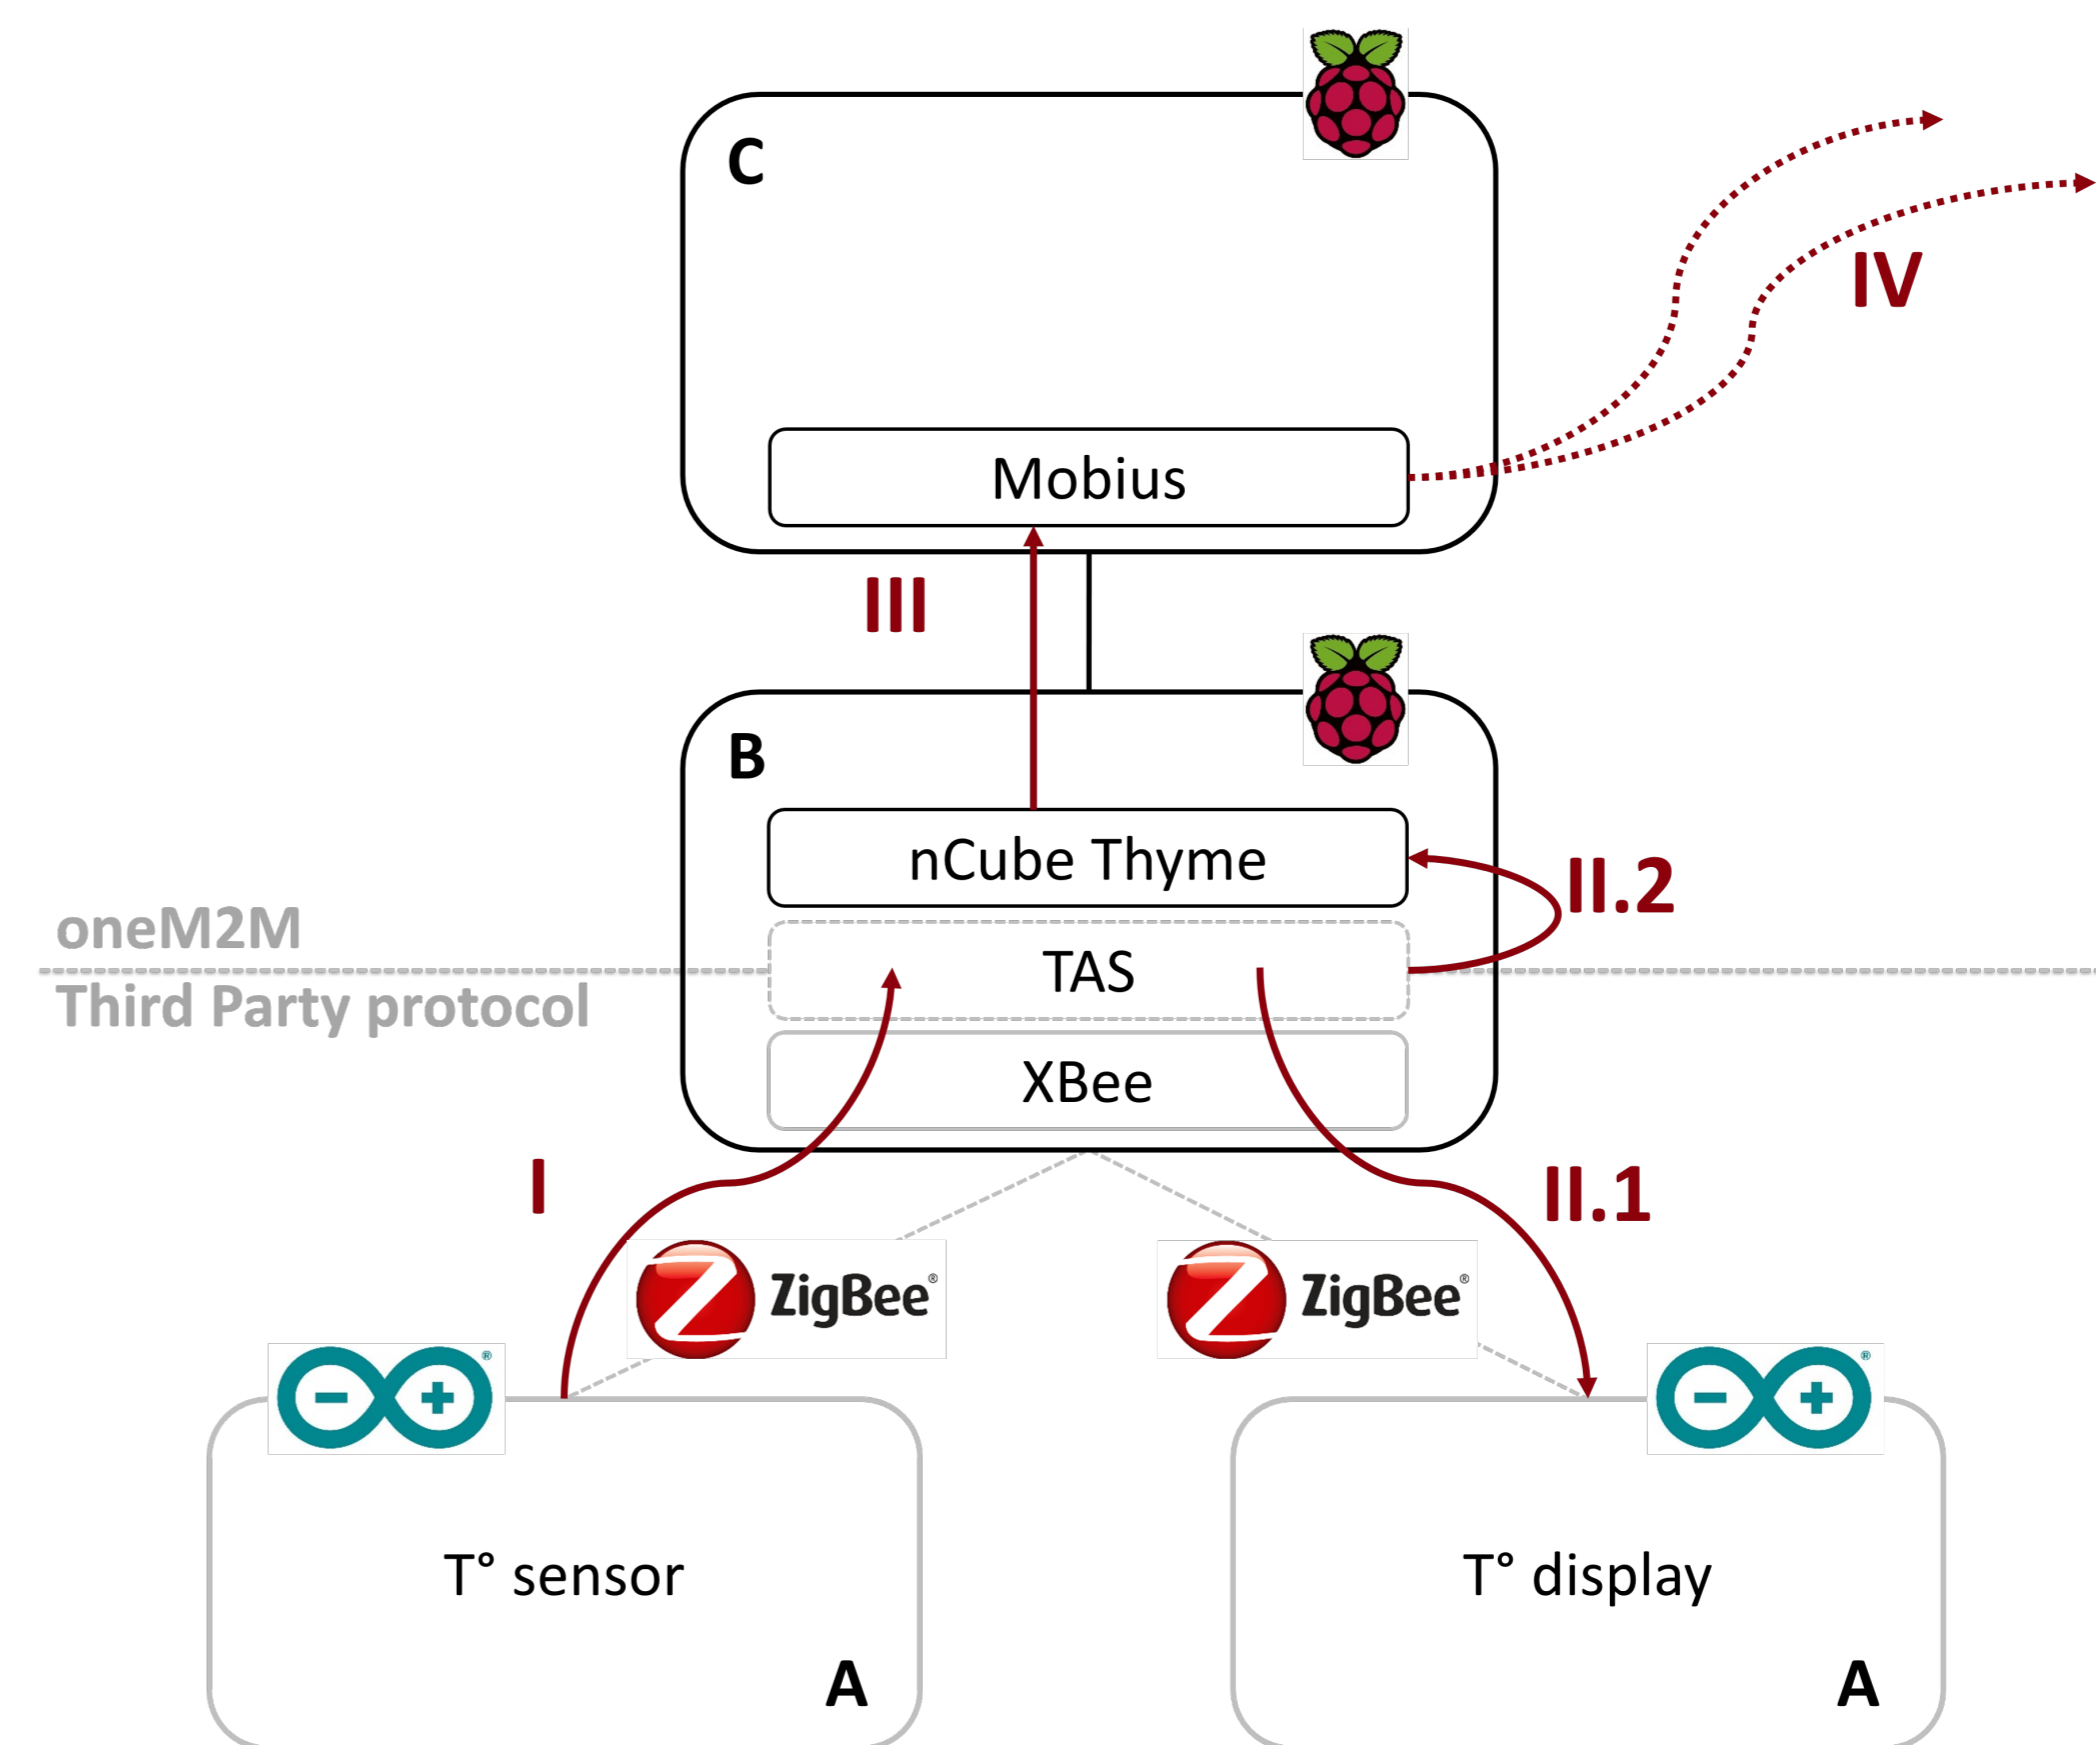 C
IV
Mobius
III
B
nCube Thyme
II.2
oneM2M
TAS
Third Party protocol
XBee
I
II.1
ZigBee®
ZigBee®
®
®
T° sensor
T° display
A
A